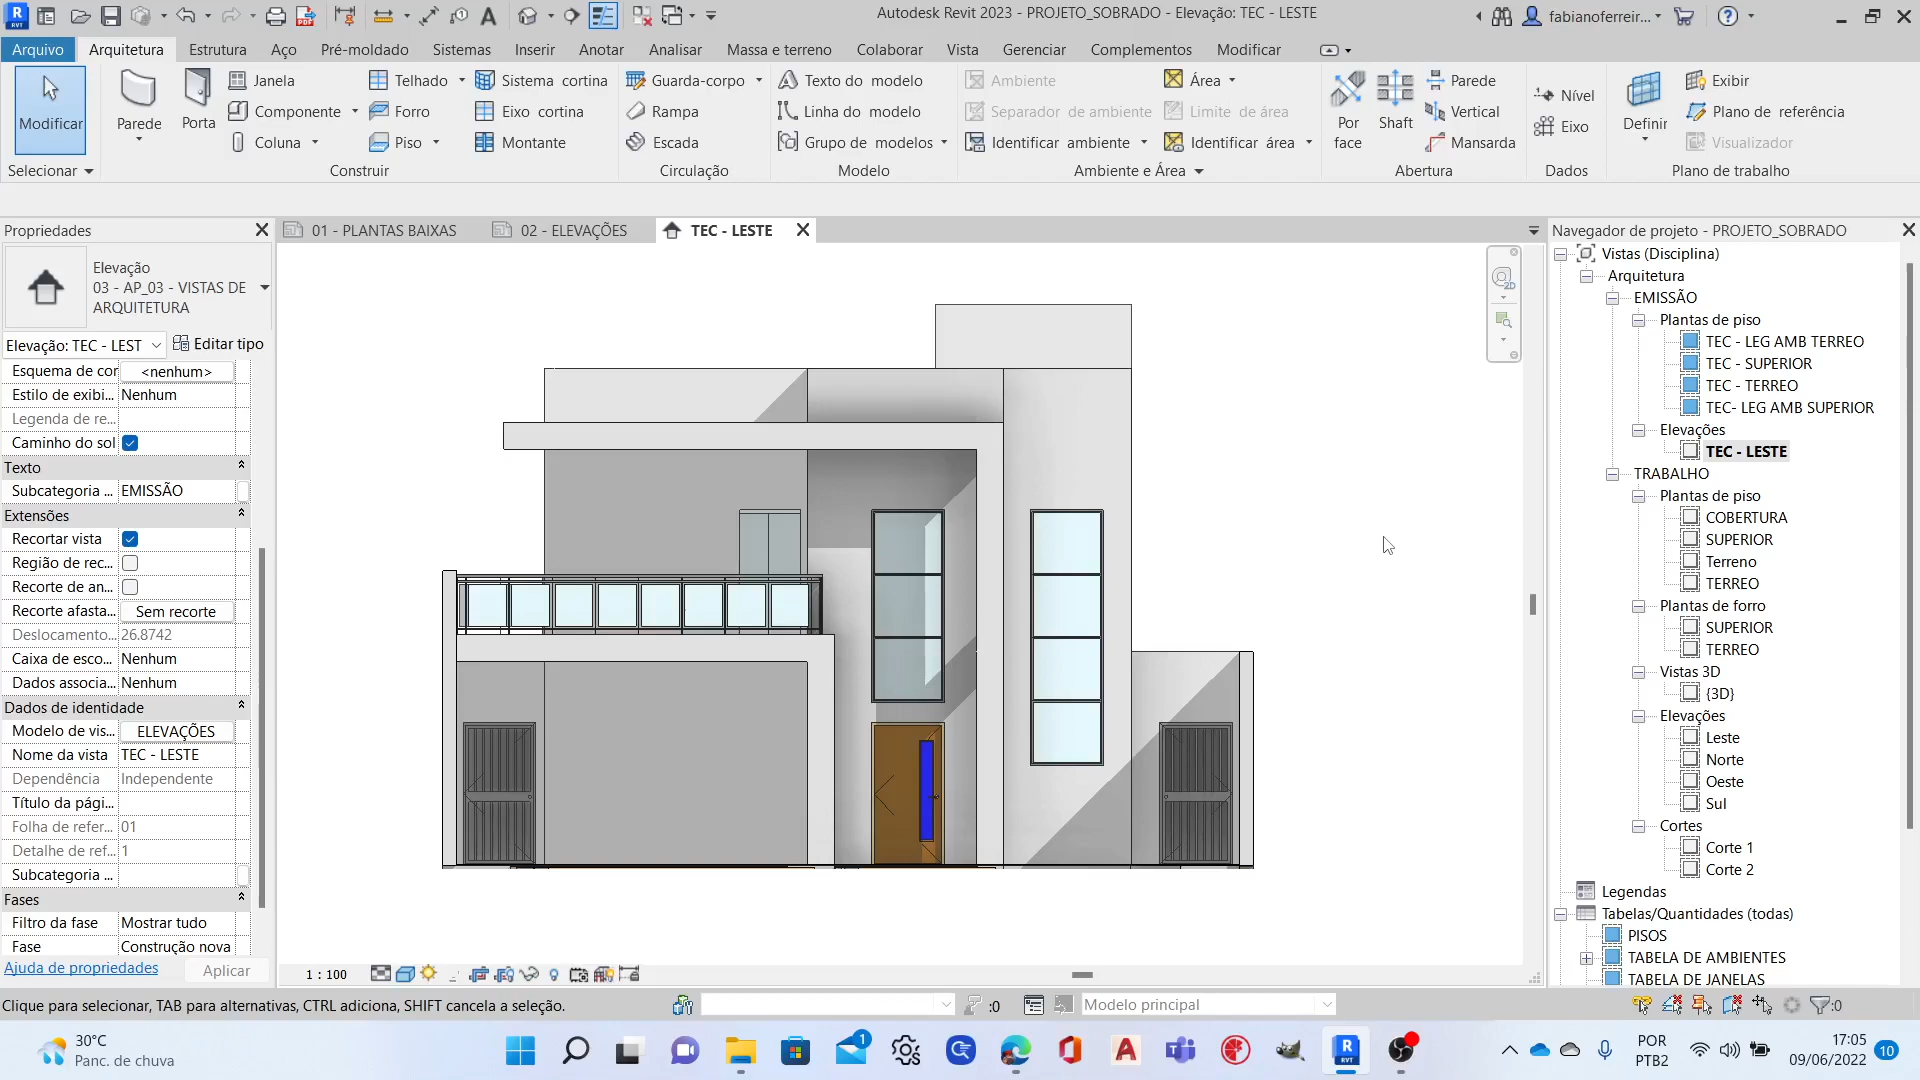 Autodesk Revit 2023 - PROJETO_SOBRADO - Elevação: TEC - LESTE
fabianoferreir...
Arquivo Arquitetura Estrutura Aço Pré-moldado Sistemas Inserir Anotar Analisar Massa e terreno Colaborar Vista Gerenciar Complementos Modificar
Modificar
Selecionar
Parede
Porta
Janela
Componente
Coluna
Telhado
Forro
Piso
Sistema cortina
Eixo cortina
Montante
Construir
Guarda-corpo
Rampa
Escada
Circulação
Texto do modelo
Linha do modelo
Grupo de modelos
Modelo
Ambiente
Separador de ambiente
Identificar ambiente
Área
Limite de área
Identificar área
Ambiente e Área
Por face
Shaft
Parede
Vertical
Mansarda
Abertura
Nível
Eixo
Dados
Definir
Exibir
Plano de referência
Visualizador
Plano de trabalho
Propriedades
01 - PLANTAS BAIXAS
02 - ELEVAÇÕES
TEC - LESTE
Elevação
03 - AP_03 - VISTAS DE
ARQUITETURA
Elevação: TEC - LEST
Editar tipo
Esquema de cor <nenhum>
Estilo de exibi... Nenhum
Legenda de re...
Caminho do sol
Texto
Subcategoria ... EMISSÃO
Extensões
Recortar vista
Região de rec...
Recorte de an...
Recorte afasta... Sem recorte
Deslocamento... 26.8742
Caixa de esco... Nenhum
Dados associa... Nenhum
Dados de identidade
Modelo de vis... ELEVAÇÕES
Nome da vista TEC - LESTE
Dependência Independente
Título da pági...
Folha de refer... 01
Detalhe de ref... 1
Subcategoria ...
Fases
Filtro da fase Mostrar tudo
Fase Construção nova
Ajuda de propriedades
Aplicar
2D
1 : 100
Navegador de projeto - PROJETO_SOBRADO
Vistas (Disciplina)
Arquitetura
EMISSÃO
Plantas de piso
TEC - LEG AMB TERREO
TEC - SUPERIOR
TEC - TERREO
TEC- LEG AMB SUPERIOR
Elevações
TEC - LESTE
TRABALHO
Plantas de piso
COBERTURA
SUPERIOR
Terreno
TERREO
Plantas de forro
SUPERIOR
TERREO
Vistas 3D
{3D}
Elevações
Leste
Norte
Oeste
Sul
Cortes
Corte 1
Corte 2
Legendas
Tabelas/Quantidades (todas)
PISOS
TABELA DE AMBIENTES
TABELA DE JANELAS
Clique para selecionar, TAB para alternativas, CTRL adiciona, SHIFT cancela a seleção.
:0
Modelo principal
:0
30°C
Panc. de chuva
1
POR
PTB2
17:05
09/06/2022
10